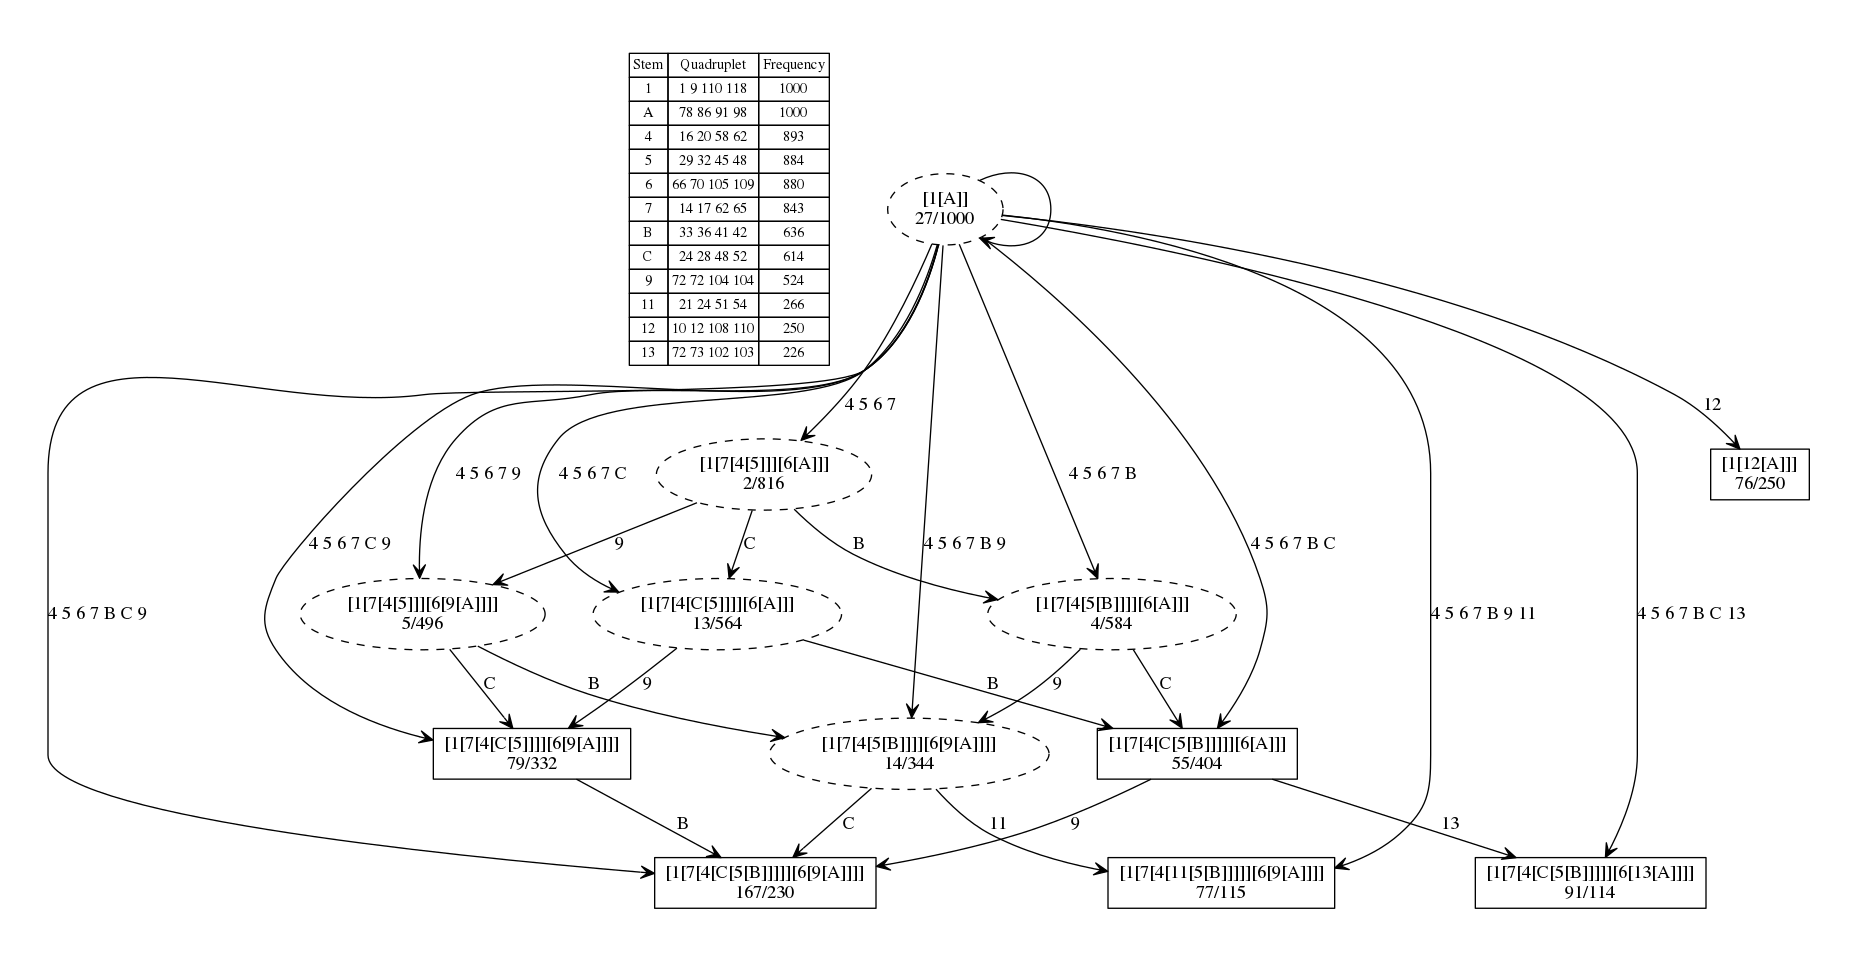 Stem Quadruplet Frequency
1 1 9 110 118 1000
A 78 86 91 98 1000
4 16 20 58 62 893
5 29 32 45 48 884
6 66 70 105 109 880
7 14 17 62 65 843
B 33 36 41 42 636
C 24 28 48 52 614
9 72 72 104 104 524
11 21 24 51 54 266
12 10 12 108 110 250
13 72 73 102 103 226
[1[A]]
27/1000
4 5 6 7
12
[1[7[4[5]]][6[A]]]
2/816
4 5 6 7 9
4 5 6 7 C
4 5 6 7 B
[1[12[A]]]
76/250
4 5 6 7 C 9
9
C
B
4 5 6 7 B 9
4 5 6 7 B C
4 5 6 7 B C 9
[1[7[4[5]]][6[9[A]]]]
5/496
[1[7[4[C[5]]]][6[A]]]
13/564
[1[7[4[5[B]]]][6[A]]]
4/584
4 5 6 7 B 9 11
4 5 6 7 B C 13
C
B
9
B
9
C
[1[7[4[C[5]]]][6[9[A]]]]
79/332
[1[7[4[5[B]]]][6[9[A]]]]
14/344
[1[7[4[C[5[B]]]]][6[A]]]
55/404
B
C
11
9
13
[1[7[4[C[5[B]]]]][6[9[A]]]]
167/230
[1[7[4[11[5[B]]]]][6[9[A]]]]
77/115
[1[7[4[C[5[B]]]]][6[13[A]]]]
91/114